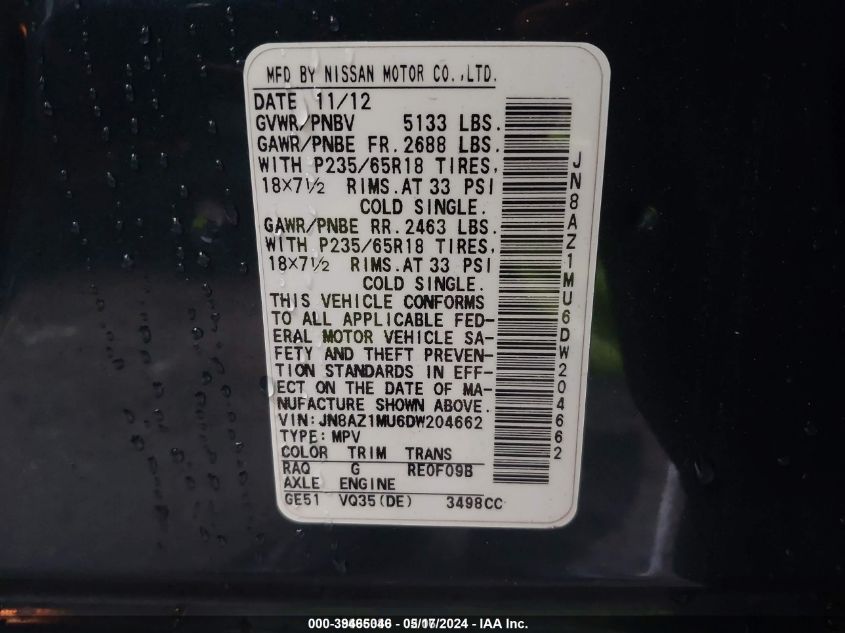 MFD BY NISSAN MOTOR CO.,LTD.
DATE 11/12
GVWR/PNBV 5133 LBS.
GAWR/PNBE FR.2688 LBS.
WITH P235/65R18 TIRES,
18×7½ RIMS.AT 33 PSI
COLD SINGLE.
GAWR/PNBE RR.2463 LBS.
WITH P235/65R18 TIRES,
18×7½ RIMS.AT 33 PSI
COLD SINGLE.
THIS VEHICLE CONFORMS
TO ALL APPLICABLE FED-
ERAL MOTOR VEHICLE SA-
FETY AND THEFT PREVEN-
TION STANDARDS IN EFF-
ECT ON THE DATE OF MA-
NUFACTURE SHOWN ABOVE.
VIN:JN8AZ1MU6DW204662
TYPE:MPV
COLOR TRIM TRANS
RAQ G RE0F09B
AXLE ENGINE
GE51 VQ35(DE) 3498CC
JN8AZ1MU6DW204662
/2024 - IAA Inc.